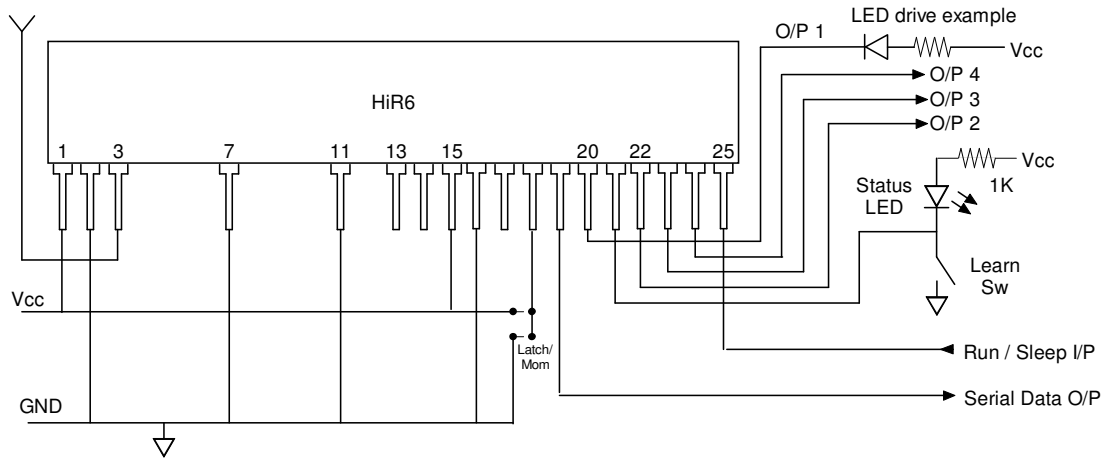 LED drive example
O/P 1
Vcc
O/P 4
O/P 3
O/P 2
HiR6
1 3 7 11 13 15 20 22 25
Vcc
1K
Status
LED
Learn
Sw
Vcc
Latch/
Mom
Run / Sleep I/P
Serial Data O/P
GND